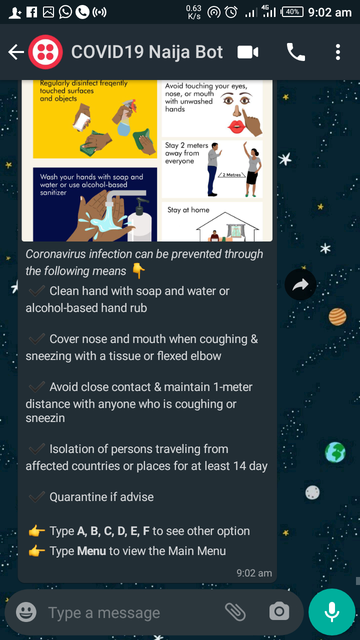 0.63
K/s
4G
40%
9:02 am
COVID19 Naija Bot
Regularly disinfect freqently
touched surfaces
and objects
Avoid touching your eyes,
nose, or mouth
with unwashed
hands
Stay 2 meters
away from
everyone
2 Metres
Wash your hands with soap and
water or use alcohol-based
sanitizer
Stay at home
Coronavirus infection can be prevented through
the following means 👇
✔ Clean hand with soap and water or
alcohol-based hand rub
✔ Cover nose and mouth when coughing &
sneezing with a tissue or flexed elbow
✔ Avoid close contact & maintain 1-meter
distance with anyone who is coughing or
sneezin
✔ Isolation of persons traveling from
affected countries or places for at least 14 day
✔ Quarantine if advise
👉 Type A, B, C, D, E, F to see other option
👉 Type Menu to view the Main Menu
9:02 am
Type a message